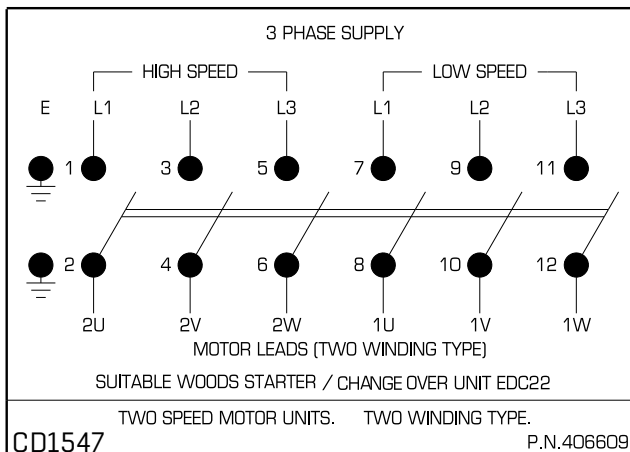 3 PHASE SUPPLY
HIGH SPEED LOW SPEED
E L1 L2 L3 L1 L2 L3
1 3 5 7 9 11
2 4 6 8 10 12
2U 2V 2W 1U 1V 1W
MOTOR LEADS (TWO WINDING TYPE)
SUITABLE WOODS STARTER / CHANGE OVER UNIT EDC22
TWO SPEED MOTOR UNITS. TWO WINDING TYPE.
CD1547 P.N.406609